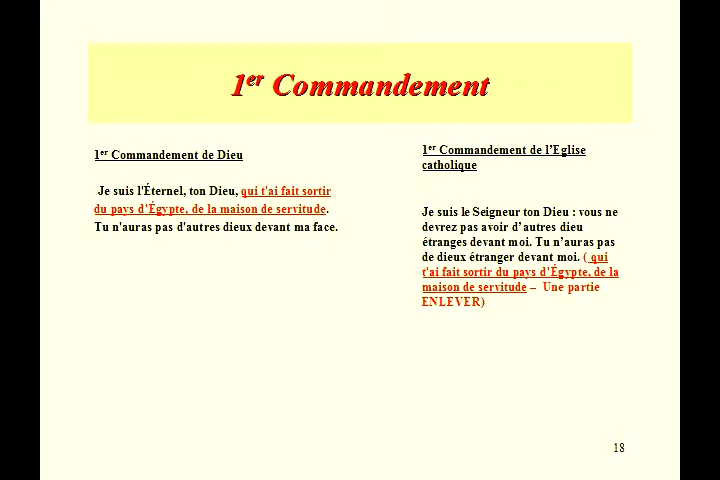 1er Commandement
1er Commandement de Dieu
Je suis l'Éternel, ton Dieu, qui t'ai fait sortir
du pays d'Égypte, de la maison de servitude.
Tu n'auras pas d'autres dieux devant ma face.
1er Commandement de l’Eglise
catholique
Je suis le Seigneur ton Dieu : vous ne
devrez pas avoir d’autres dieu
étranges devant moi. Tu n’auras pas
de dieux étranger devant moi. ( qui
t'ai fait sortir du pays d'Égypte, de la
maison de servitude – Une partie
ENLEVER)
18